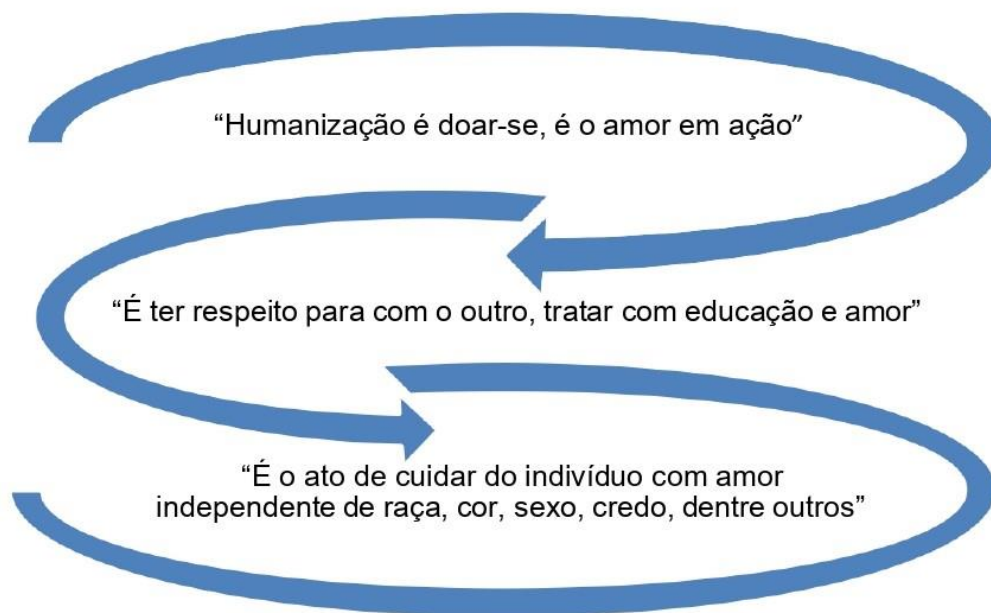 “Humanização é doar-se, é o amor em ação”
“É ter respeito para com o outro, tratar com educação e amor”
“É o ato de cuidar do indivíduo com amor
independente de raça, cor, sexo, credo, dentre outros”